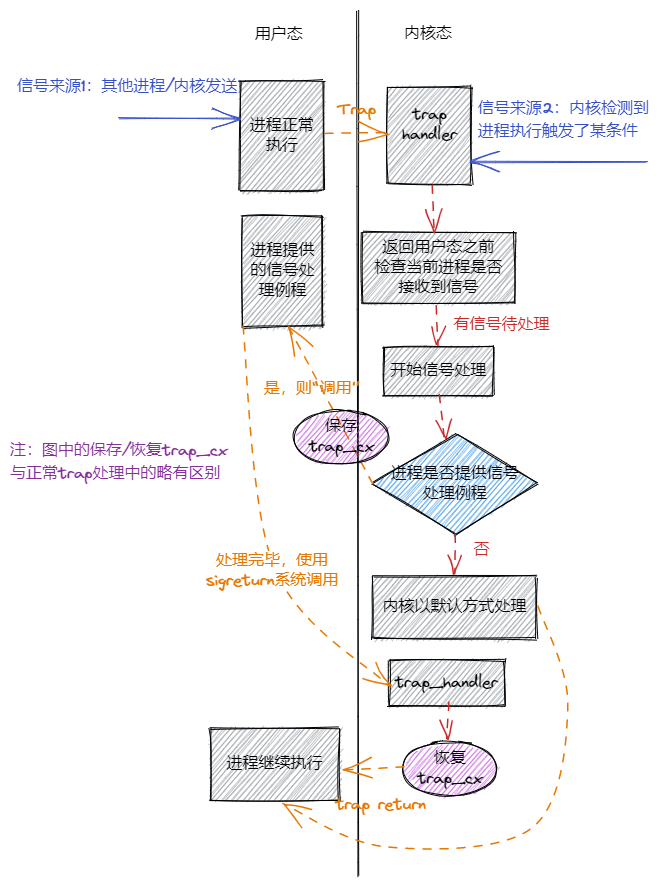 用户态
内核态
信号来源1：其他进程/内核发送
进程正常
执行
Trap
trap
handler
信号来源2：内核检测到
进程执行触发了某条件
进程提供
的信号处
理例程
返回用户态之前
检查当前进程是否
接收到信号
有信号待处理
开始信号处理
是，则“调用”
保存
trap_cx
注：图中的保存/恢复trap_cx
与正常trap处理中的略有区别
进程是否提供信号
处理例程
否
处理完毕，使用
sigreturn系统调用
内核以默认方式处理
trap_handler
进程继续执行
恢复
trap_cx
trap return